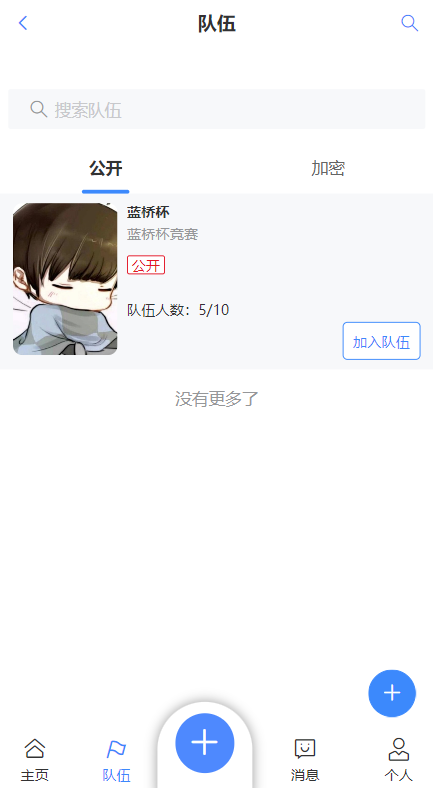 队伍
搜索队伍
公开
加密
蓝桥杯
蓝桥杯竞赛
公开
队伍人数：5/10
加入队伍
没有更多了
主页
队伍
消息
个人